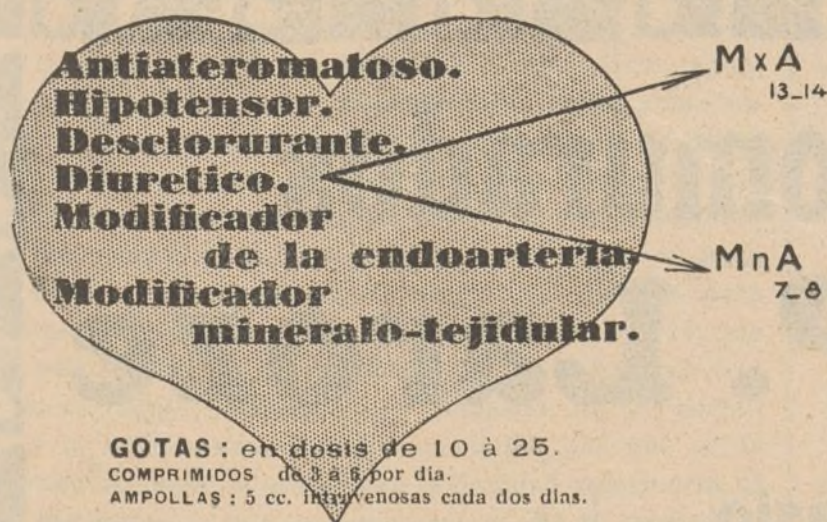 Antiateromatoso.
Hipotensor.
Desclorurante.
Diuretico.
Modificador
de la endoarteria.
Modificador
mineralo-tejidular.
MxA
13_14
MnA
7_8
GOTAS : en dosis de 10 à 25.
COMPRIMIDOS de 3 a 6 por dia.
AMPOLLAS : 5 cc. intravenosas cada dos dias.